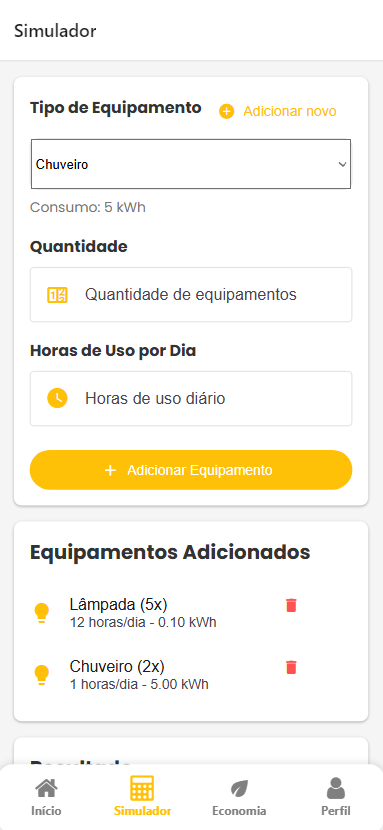 Simulador
Tipo de Equipamento
Adicionar novo
Chuveiro
Consumo: 5 kWh
Quantidade
Quantidade de equipamentos
Horas de Uso por Dia
Horas de uso diário
Adicionar Equipamento
Equipamentos Adicionados
Lâmpada (5x)
12 horas/dia - 0.10 kWh
Chuveiro (2x)
1 horas/dia - 5.00 kWh
Resultado
Início
Simulador
Economia
Perfil